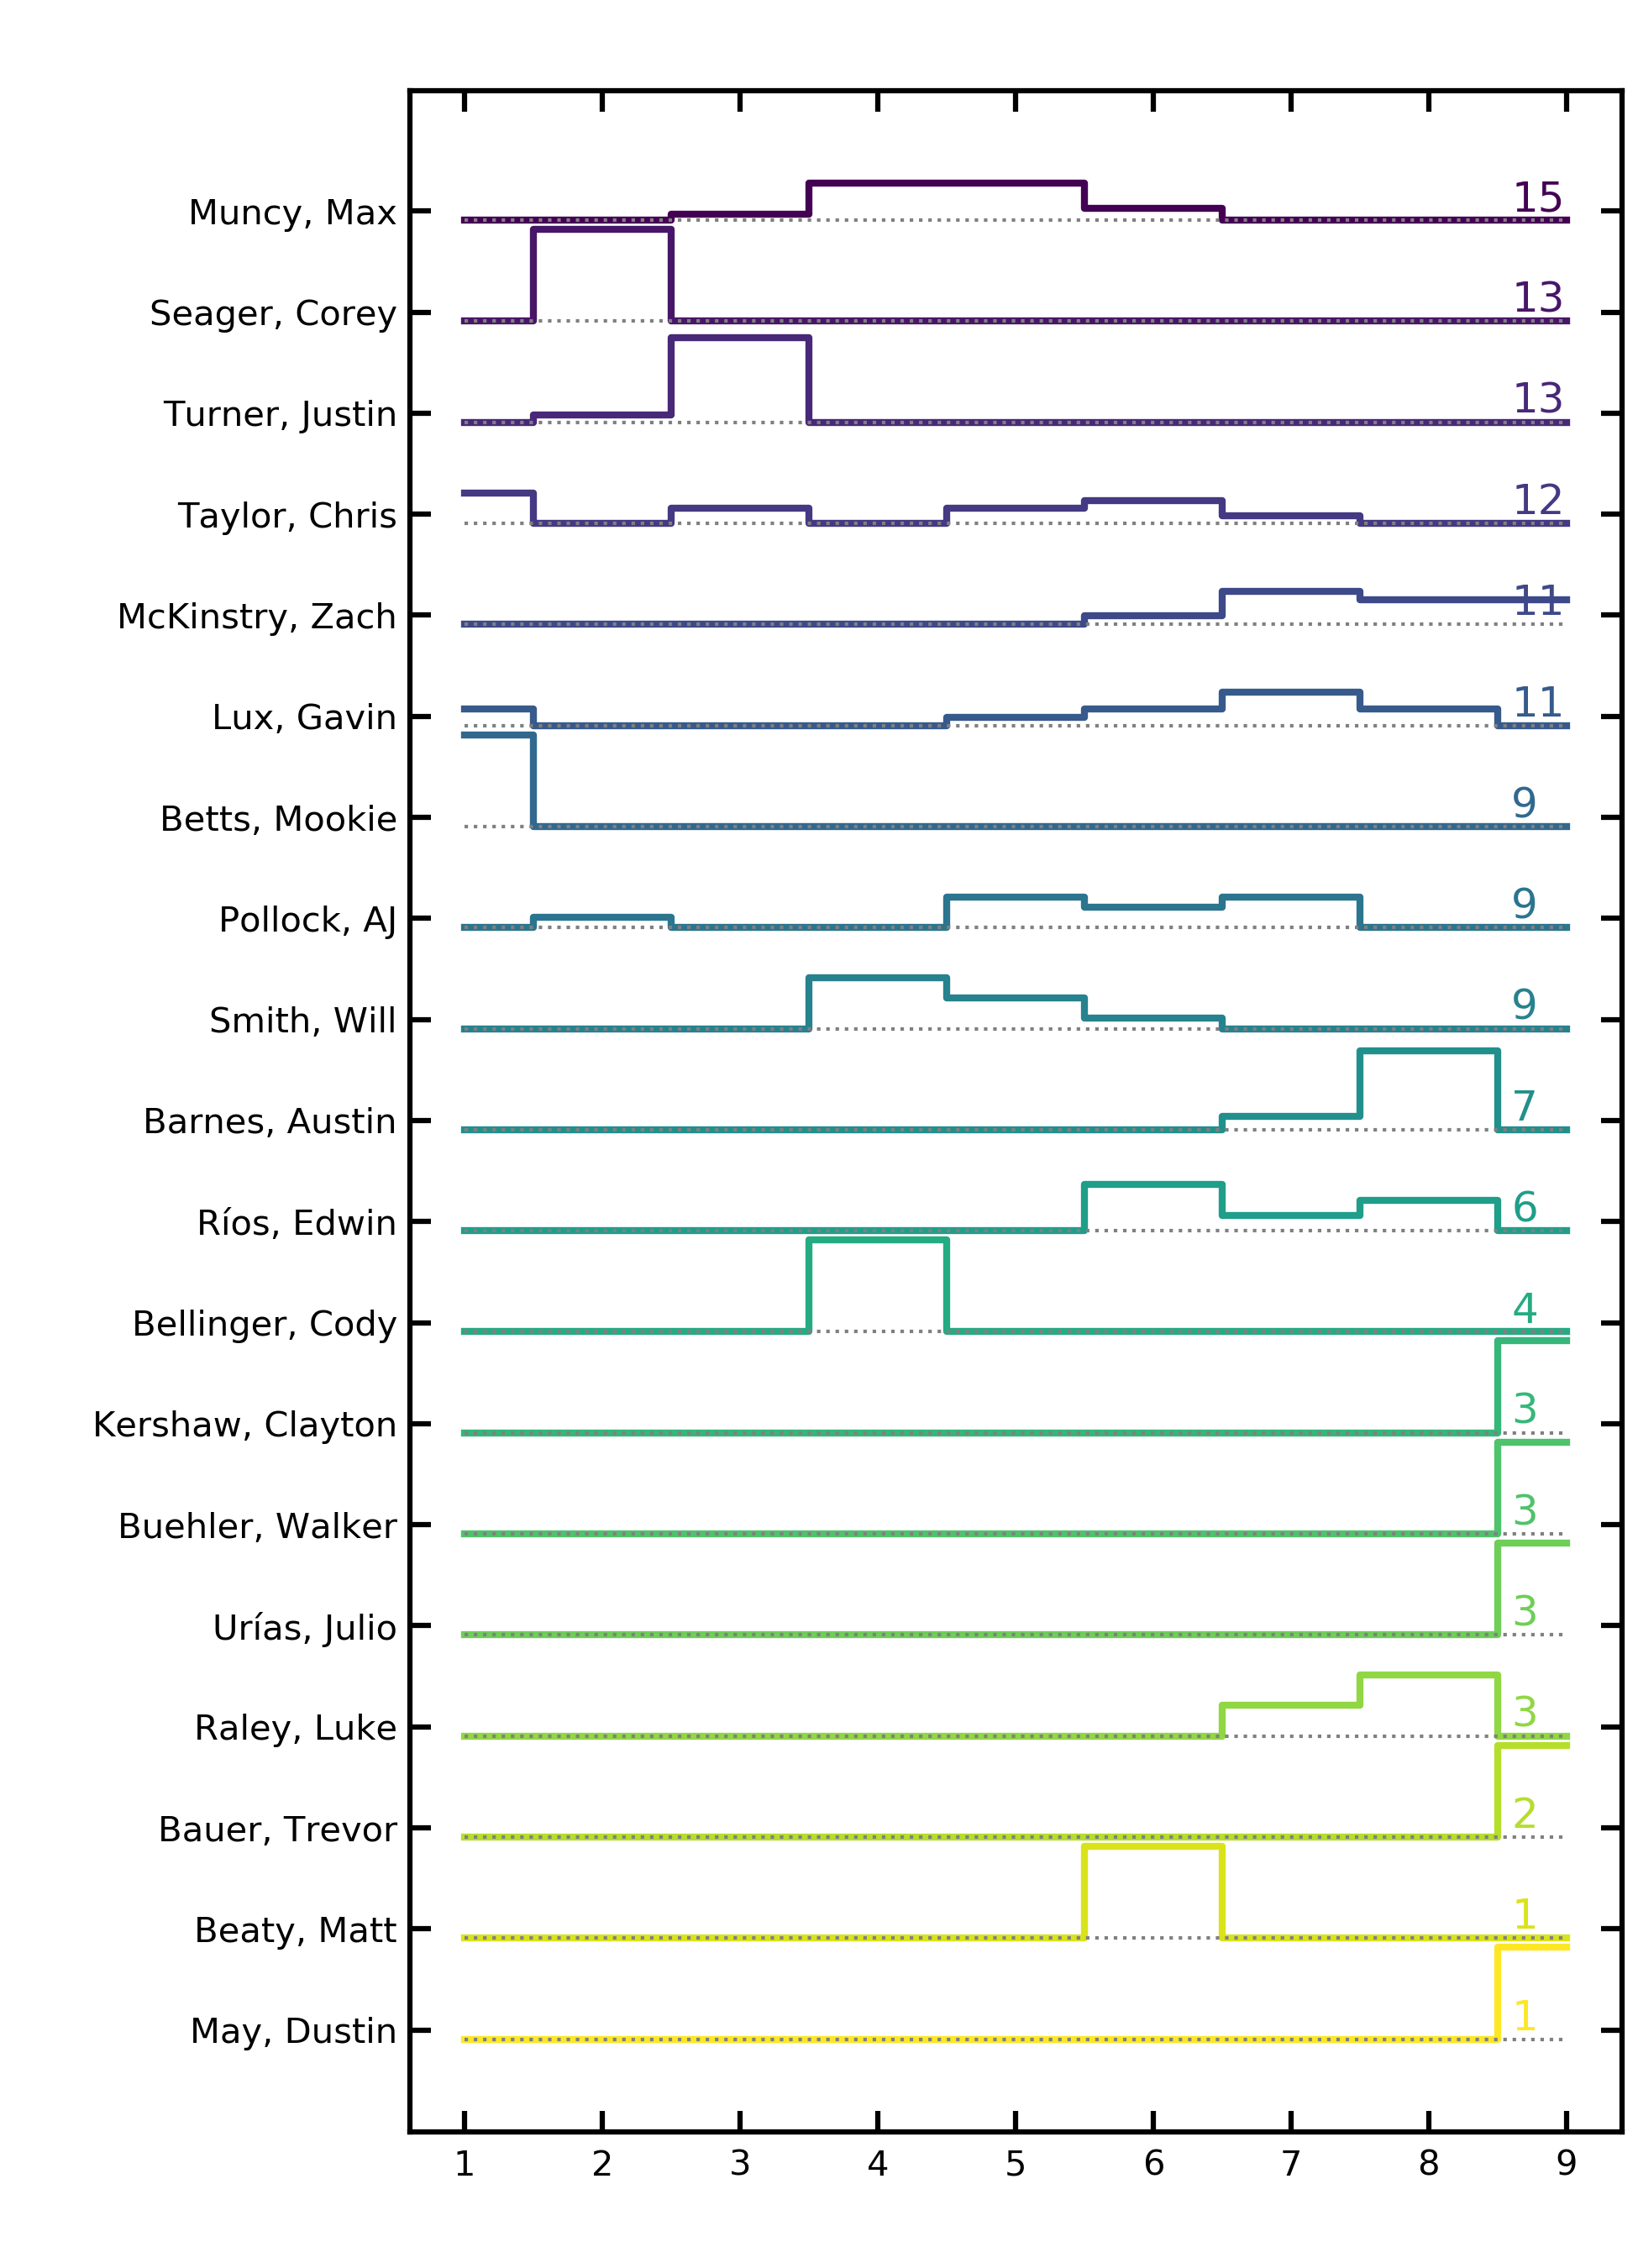 Muncy, Max 15
Seager, Corey 13
Turner, Justin 13
Taylor, Chris 12
McKinstry, Zach 11
Lux, Gavin 11
Betts, Mookie 9
Pollock, AJ 9
Smith, Will 9
Barnes, Austin 7
Ríos, Edwin 6
Bellinger, Cody 4
Kershaw, Clayton 3
Buehler, Walker 3
Urías, Julio 3
Raley, Luke 3
Bauer, Trevor 2
Beaty, Matt 1
May, Dustin 1
1 2 3 4 5 6 7 8 9